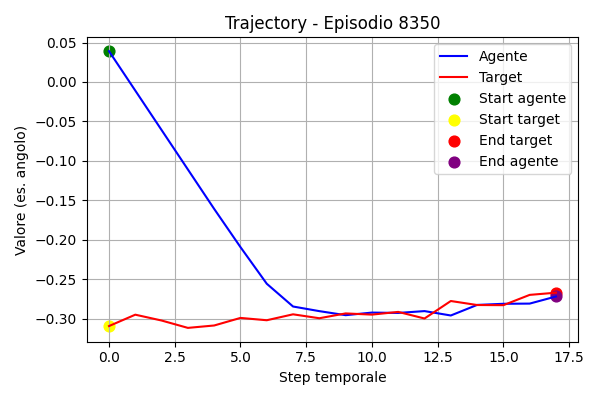 Trajectory - Episodio 8350
Valore (es. angolo)
0.05
0.00
−0.05
−0.10
−0.15
−0.20
−0.25
−0.30
Agente
Target
Start agente
Start target
End target
End agente
0.0 2.5 5.0 7.5 10.0 12.5 15.0 17.5
Step temporale